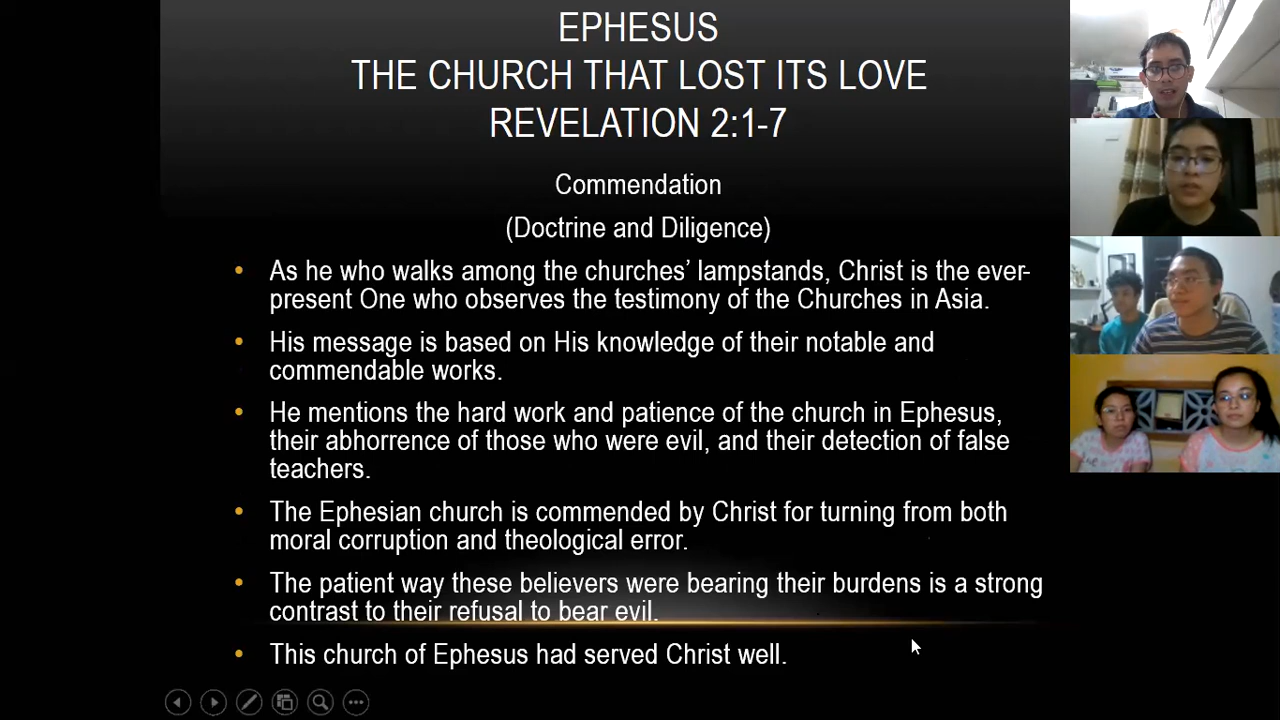 EPHESUS
THE CHURCH THAT LOST ITS LOVE
REVELATION 2:1-7
Commendation
(Doctrine and Diligence)
• As he who walks among the churches’ lampstands, Christ is the ever-
present One who observes the testimony of the Churches in Asia.
• His message is based on His knowledge of their notable and
commendable works.
• He mentions the hard work and patience of the church in Ephesus,
their abhorrence of those who were evil, and their detection of false
teachers.
• The Ephesian church is commended by Christ for turning from both
moral corruption and theological error.
• The patient way these believers were bearing their burdens is a strong
contrast to their refusal to bear evil.
• This church of Ephesus had served Christ well.